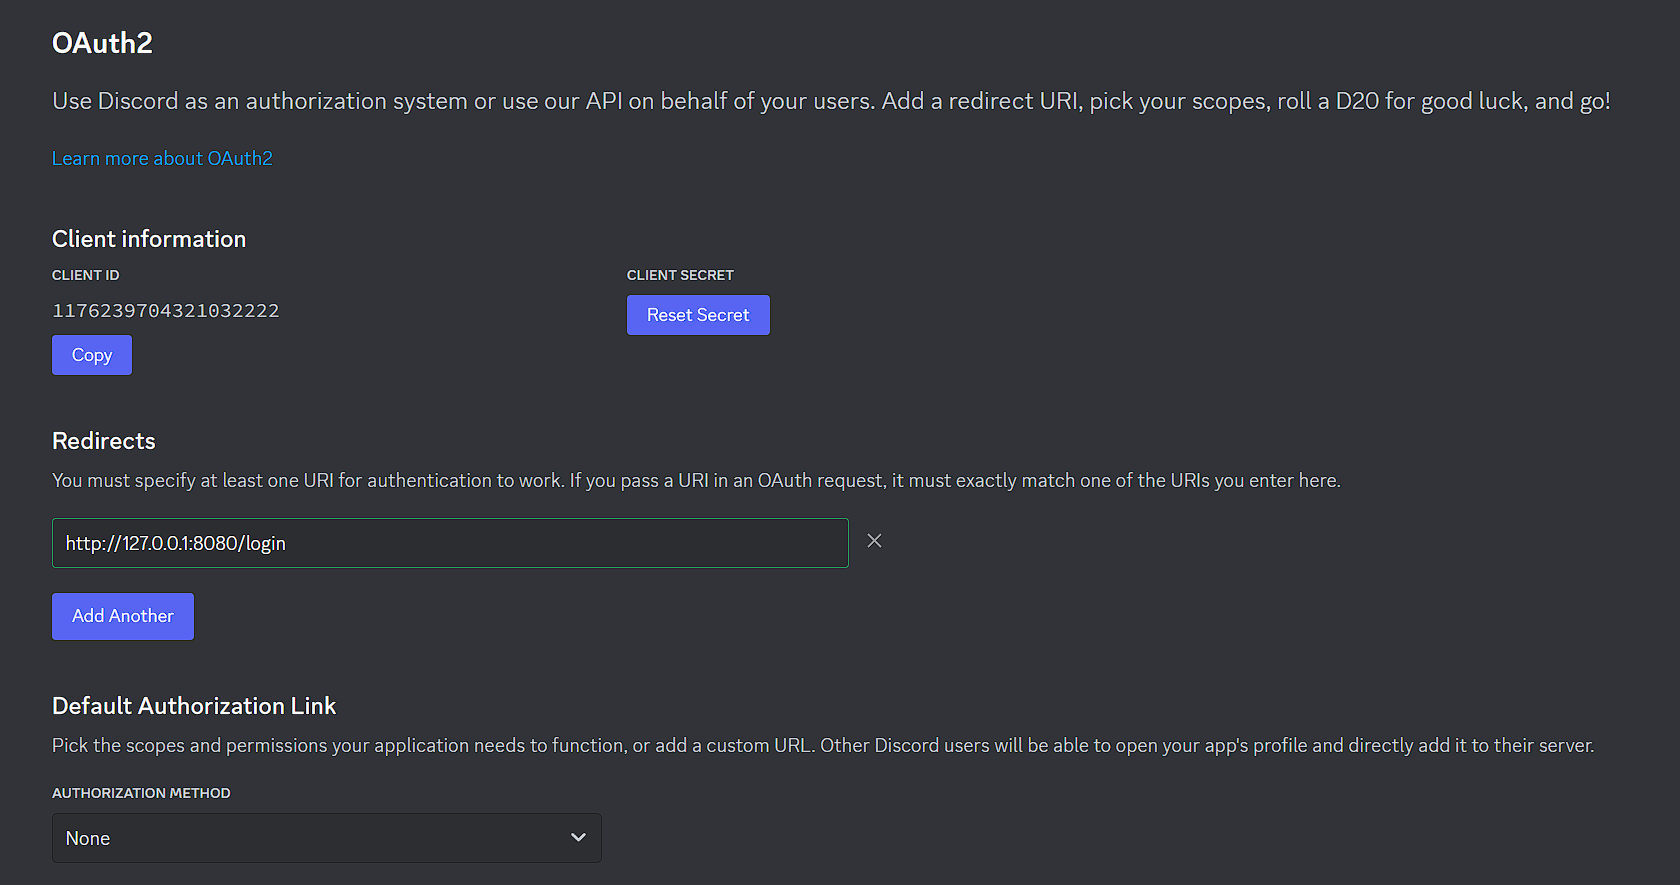 OAuth2
Use Discord as an authorization system or use our API on behalf of your users. Add a redirect URI, pick your scopes, roll a D20 for good luck, and go!
Learn more about OAuth2
Client information
CLIENT ID
CLIENT SECRET
1176239704321032222
Reset Secret
Copy
Redirects
You must specify at least one URI for authentication to work. If you pass a URI in an OAuth request, it must exactly match one of the URIs you enter here.
http://127.0.0.1:8080/login
Add Another
Default Authorization Link
Pick the scopes and permissions your application needs to function, or add a custom URL. Other Discord users will be able to open your app's profile and directly add it to their server.
AUTHORIZATION METHOD
None